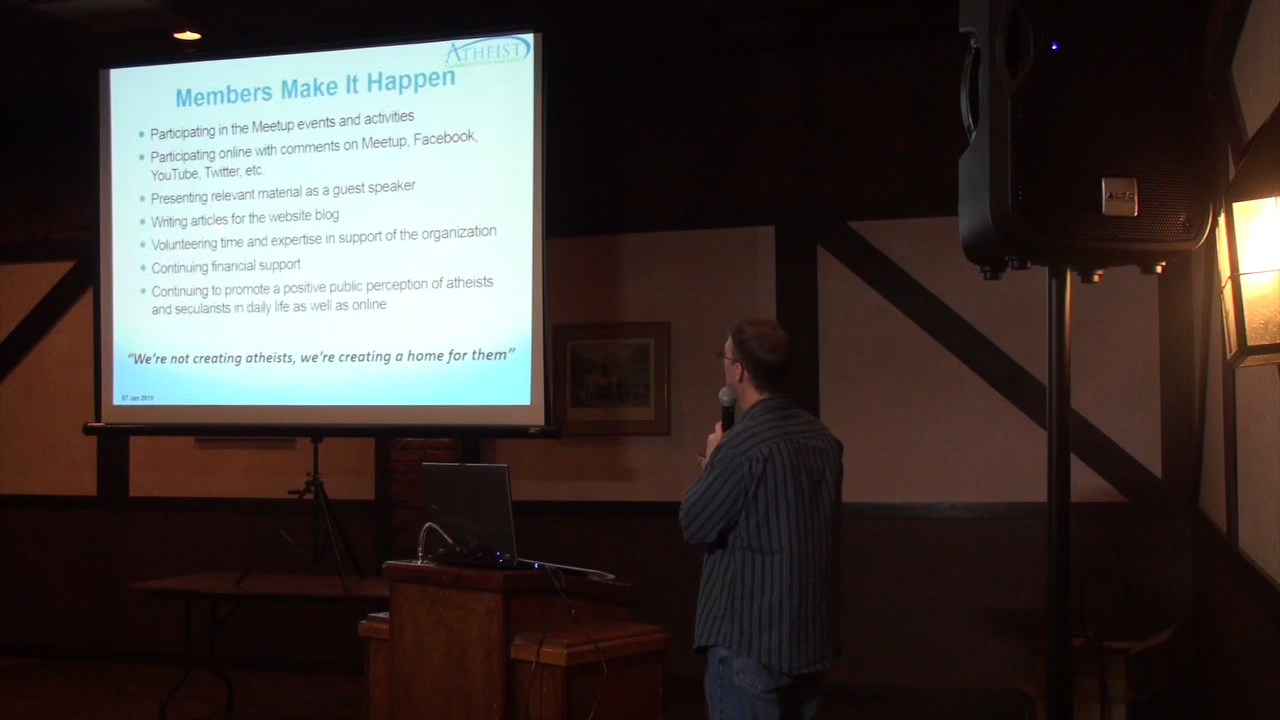 ATHEIST
Members Make It Happen
Participating in the Meetup events and activities
Participating online with comments on Meetup, Facebook,
YouTube, Twitter, etc.
Presenting relevant material as a guest speaker
Writing articles for the website blog
Volunteering time and expertise in support of the organization
Continuing financial support
Continuing to promote a positive public perception of atheists
and secularists in daily life as well as online
"We're not creating atheists, we're creating a home for them"
07 Jan
ALTO